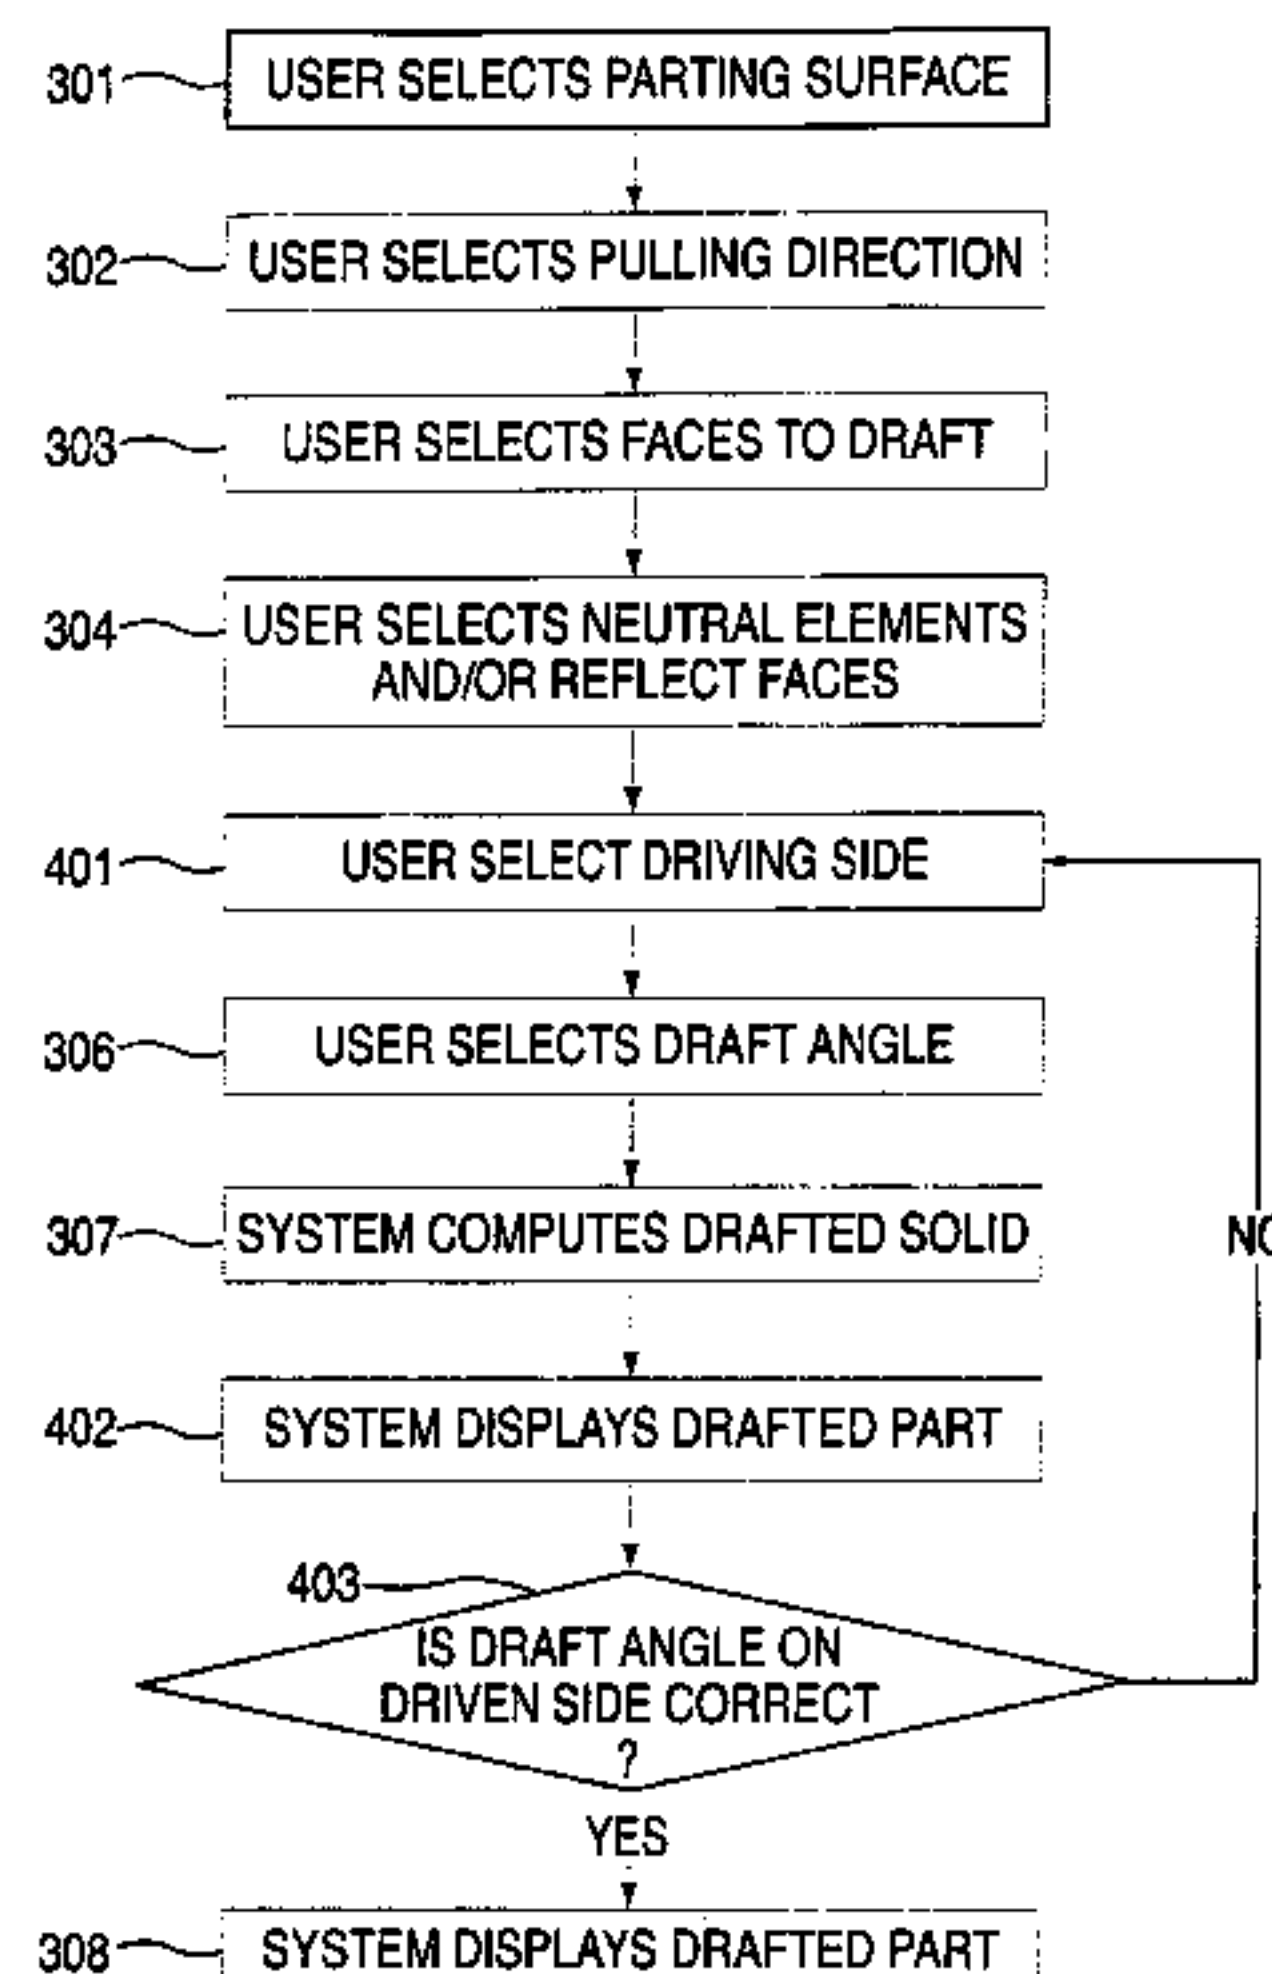 301 USER SELECTS PARTING SURFACE
302 USER SELECTS PULLING DIRECTION
303 USER SELECTS FACES TO DRAFT
304 USER SELECTS NEUTRAL ELEMENTS
AND/OR REFLECT FACES
401 USER SELECT DRIVING SIDE
306 USER SELECTS DRAFT ANGLE
307 SYSTEM COMPUTES DRAFTED SOLID
NO
402 SYSTEM DISPLAYS DRAFTED PART
403
IS DRAFT ANGLE ON
DRIVEN SIDE CORRECT
?
YES
308 SYSTEM DISPLAYS DRAFTED PART